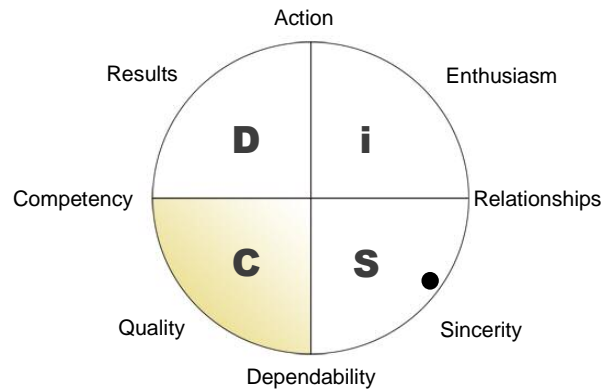 Action
Results
Enthusiasm
D
i
Competency
Relationships
C
S
Quality
Sincerity
Dependability